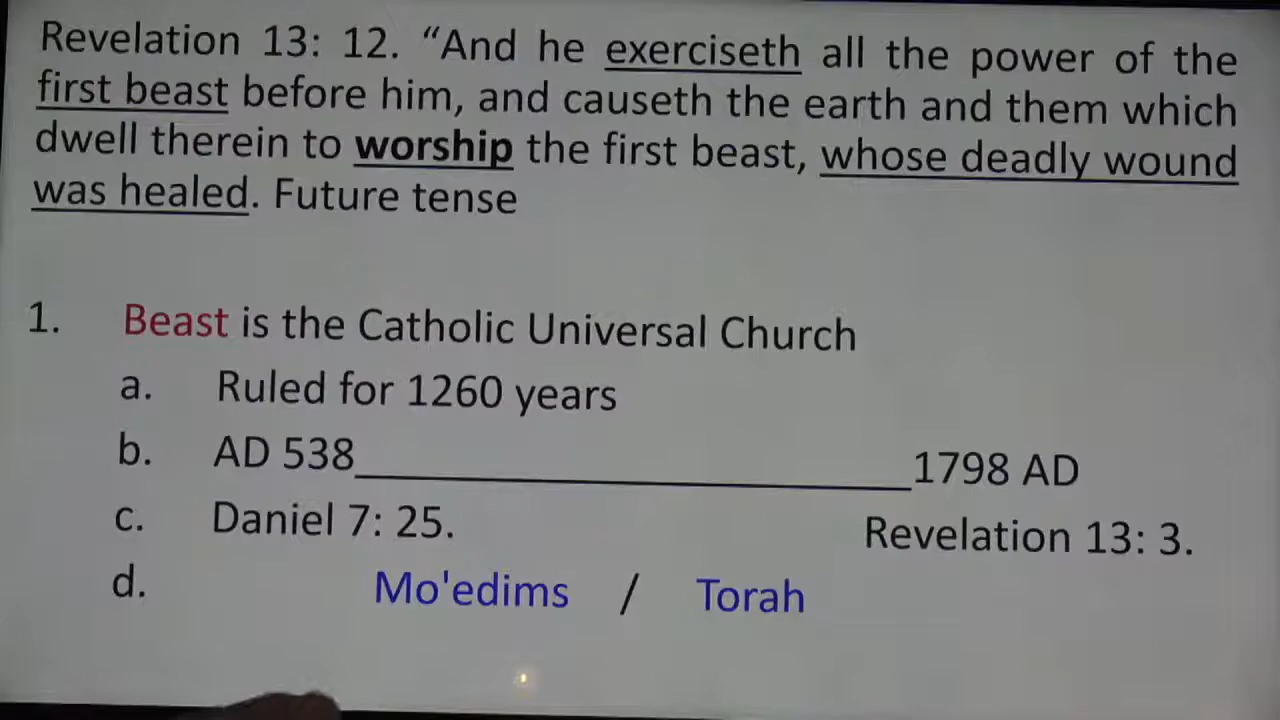 Revelation 13: 12. “And he exerciseth all the power of the
first beast before him, and causeth the earth and them which
dwell therein to worship the first beast, whose deadly wound
was healed. Future tense
1. Beast is the Catholic Universal Church
a. Ruled for 1260 years
b. AD 538____________________1798 AD
c. Daniel 7: 25. Revelation 13: 3.
d. Mo'edims / Torah